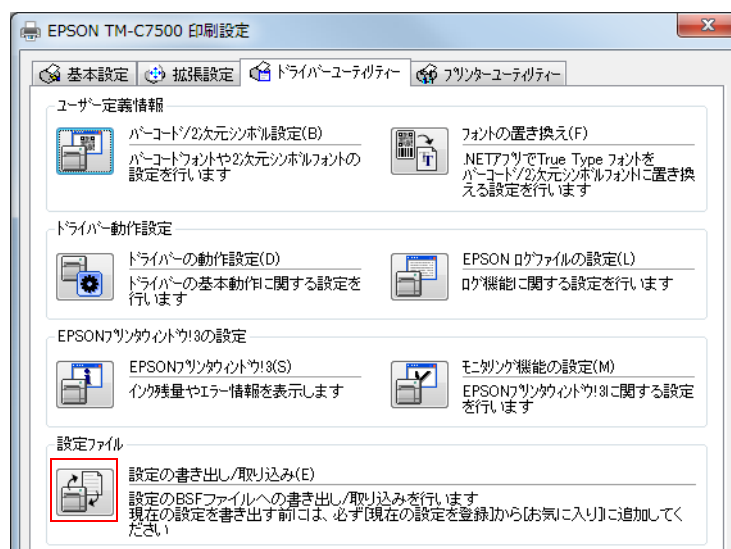 EPSON TM-C7500 印刷設定
基本設定
拡張設定
ドライバーユーティリティー
プリンターユーティリティー
ユーザー定義情報
バーコード/2次元シンボル設定(B)
バーコードフォントや2次元シンボルフォントの
設定を行います
フォントの置き換え(F)
.NETアプリでTrue Type フォントを
バーコード/2次元シンボルフォントに置き換
える設定を行います
ドライバー動作設定
ドライバーの動作設定(D)
ドライバーの基本動作に関する設定を
行います
EPSON ログファイルの設定(L)
ログ機能に関する設定を行います
EPSONプリンタウィンドウ!3の設定
EPSONプリンタウィンドウ!3(S)
インク残量やエラー情報を表示します
モニタリング機能の設定(M)
EPSONプリンタウィンドウ!3に関する設定
を行います
設定ファイル
設定の書き出し/取り込み(E)
設定のBSFファイルへの書き出し/取り込みを行います
現在の設定を書き出す前には、必ず[現在の設定を登録]から[お気に入り]に追加してく
ださい